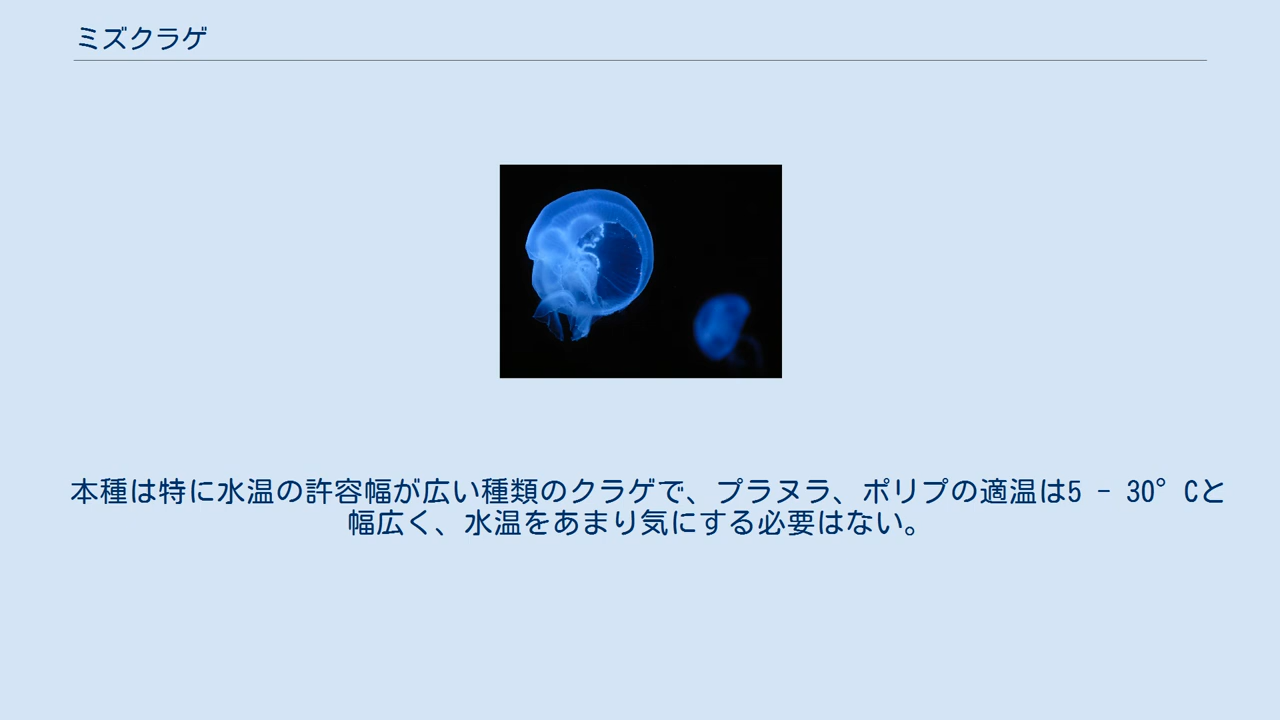 ミズクラゲ
本種は特に水温の許容幅が広い種類のクラゲで、プラヌラ、ポリプの適温は5 - 30°Cと
幅広く、水温をあまり気にする必要はない。